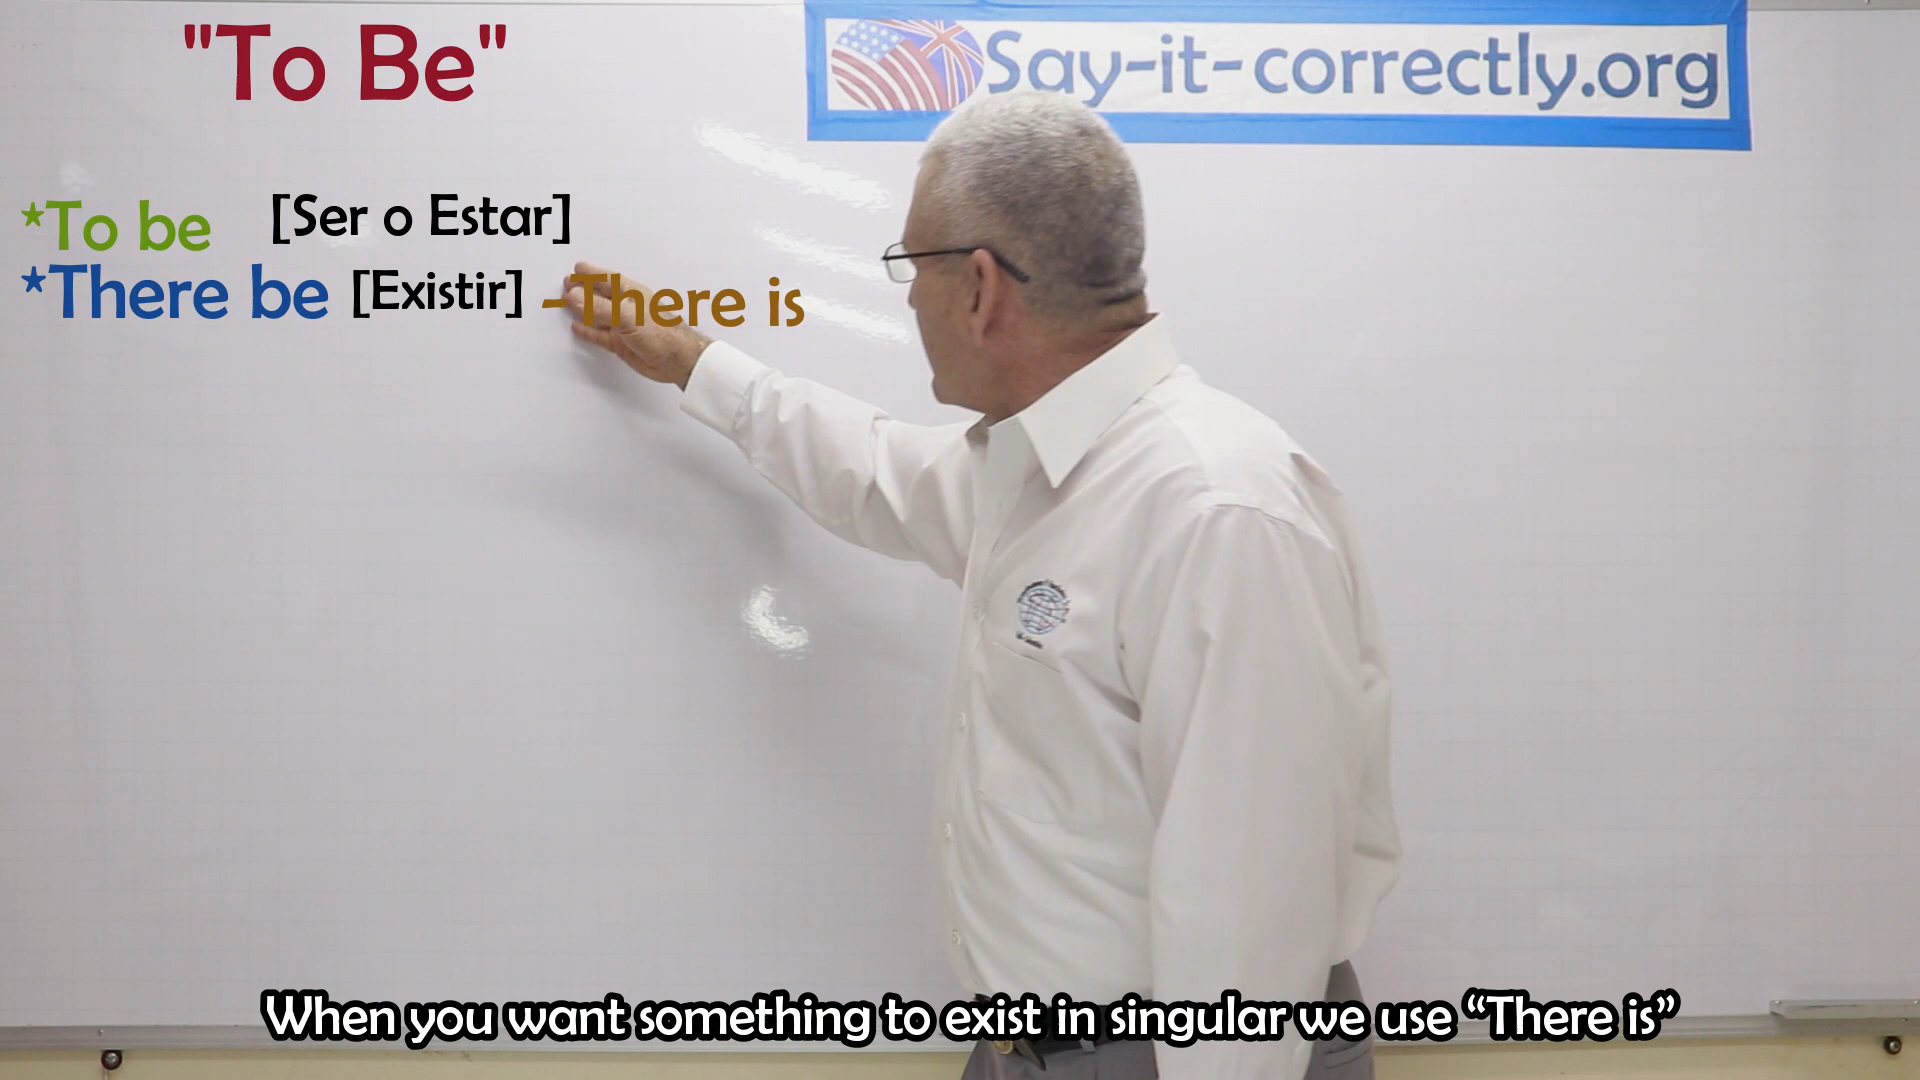 "To Be"
Say-it-correctly.org
*To be [Ser o Estar]
*There be [Existir] -There is
When you want something to exist in singular we use “There is”